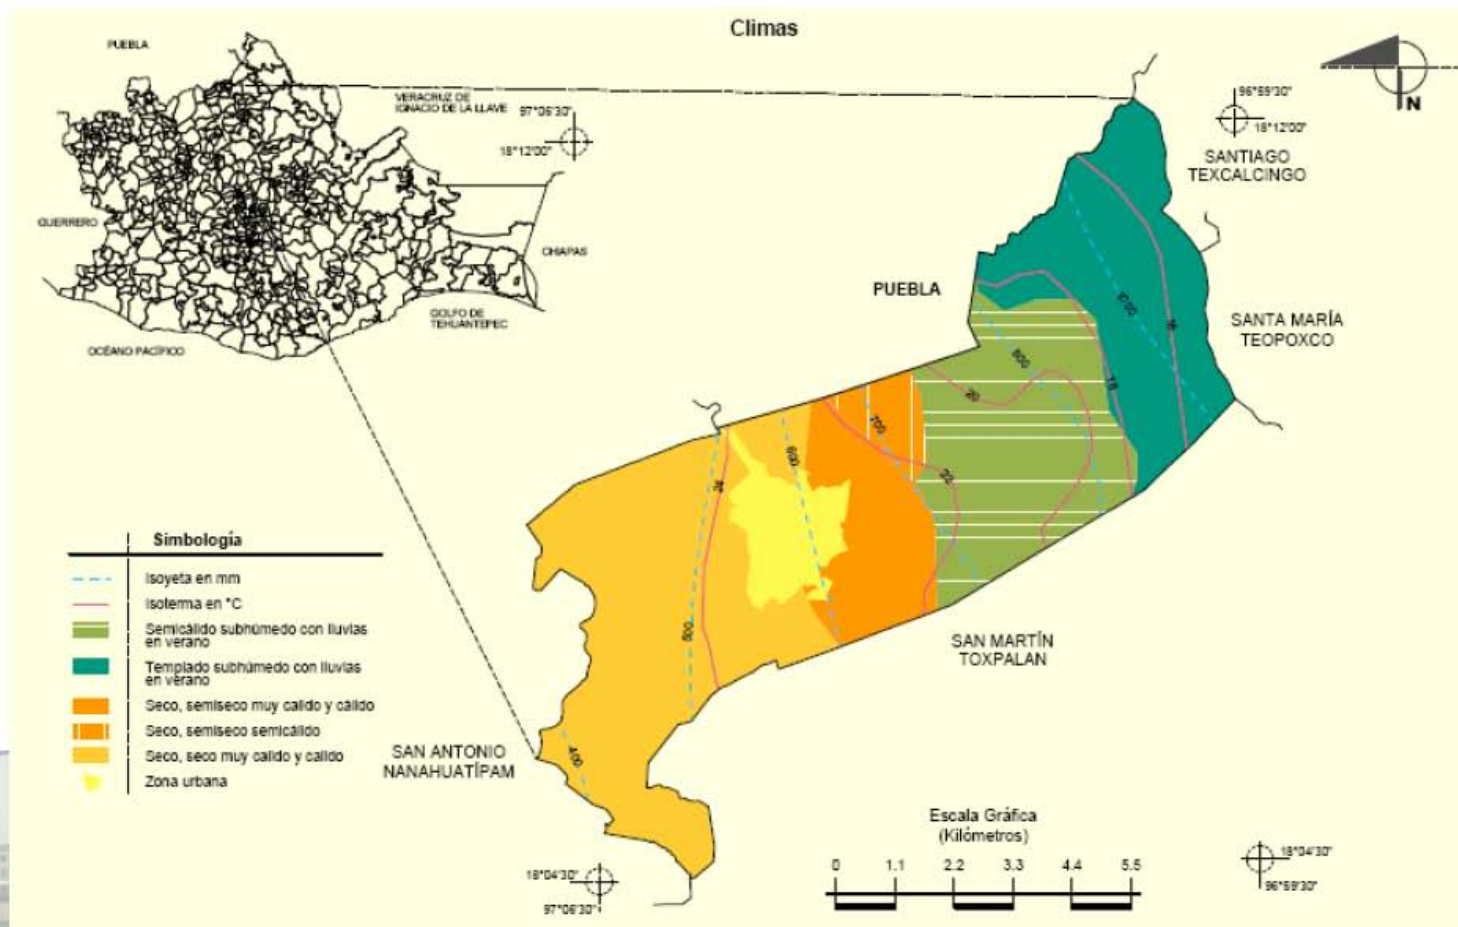 Climas
PUEBLA
VERACRUZ DE
IGNACIO DE LA LLAVE
97°06'30"
18°12'00"
GUERRERO
CHIAPAS
GOLFO DE
TEHUANTEPEC
OCÉANO PACÍFICO
N
96°59'30"
18°12'00"
SANTIAGO
TEXCALCINGO
PUEBLA
SANTA MARÍA
TEOPOXCO
1000
16
800
18
20
700
22
600
24
500
400
SAN MARTÍN
TOXPALAN
SAN ANTONIO
NANAHUATÍPAM
Simbología
Isoyeta en mm
Isoterma en °C
Semicálido subhúmedo con lluvias
en verano
Templado subhúmedo con lluvias
en verano
Seco, semiseco muy calido y cálido
Seco, semiseco semicálido
Seco, seco muy calido y calido
Zona urbana
Escala Gráfica
(Kilómetros)
0 1.1 2.2 3.3 4.4 5.5
18°04'30"
97°06'30"
18°04'30"
96°59'30"